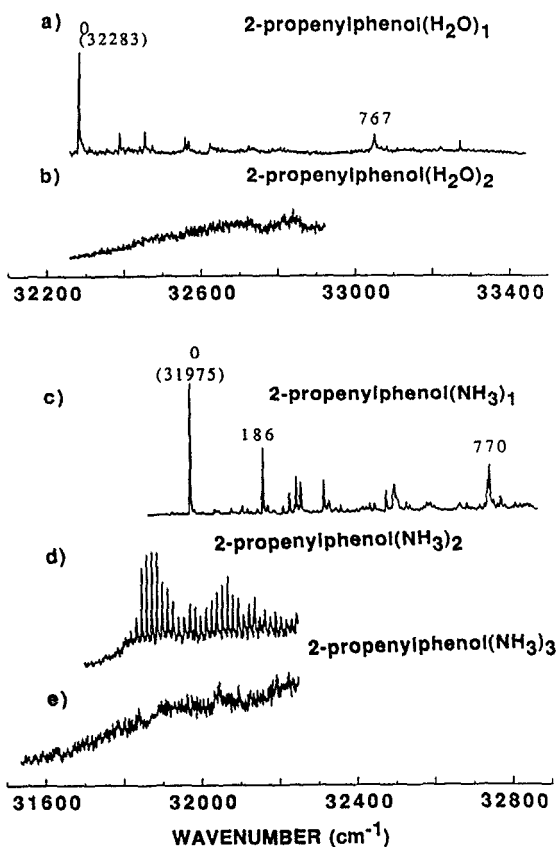 a) 2-propenylphenol(H2O)1
0
(32283)
767
b) 2-propenylphenol(H2O)2
32200 32600 33000 33400
0
(31975)
c) 2-propenylphenol(NH3)1
186
770
2-propenylphenol(NH3)2
d)
2-propenylphenol(NH3)3
e)
31600 32000 32400 32800
WAVENUMBER (cm-1)